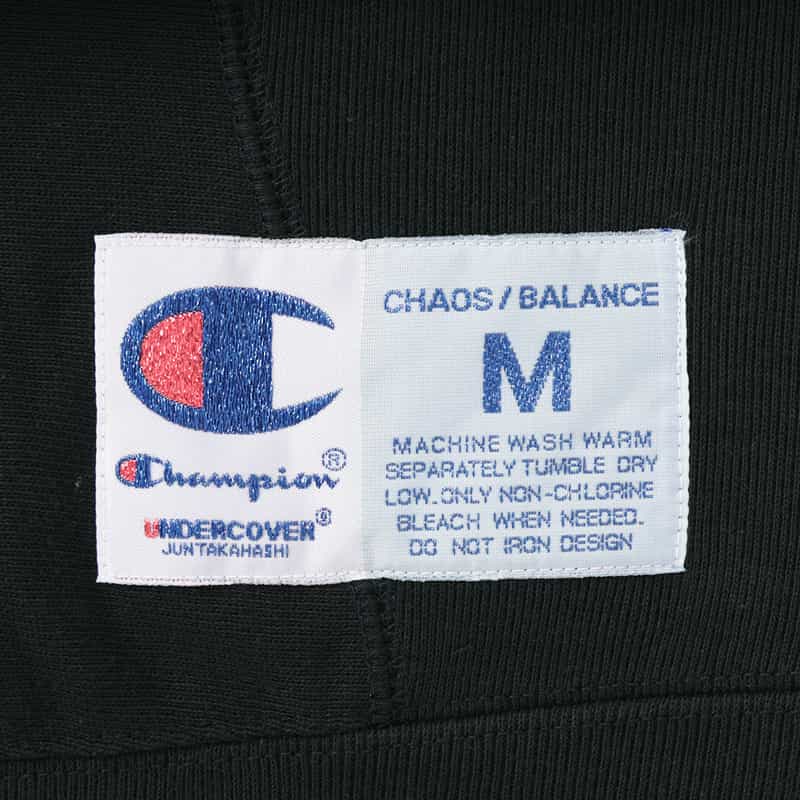 Champion®
UNDERCOVER®
JUNTAKAHASHI
CHAOS / BALANCE
M
MACHINE WASH WARM
SEPARATELY TUMBLE DRY
LOW.ONLY NON-CHLORINE
BLEACH WHEN NEEDED.
DO NOT IRON DESIGN